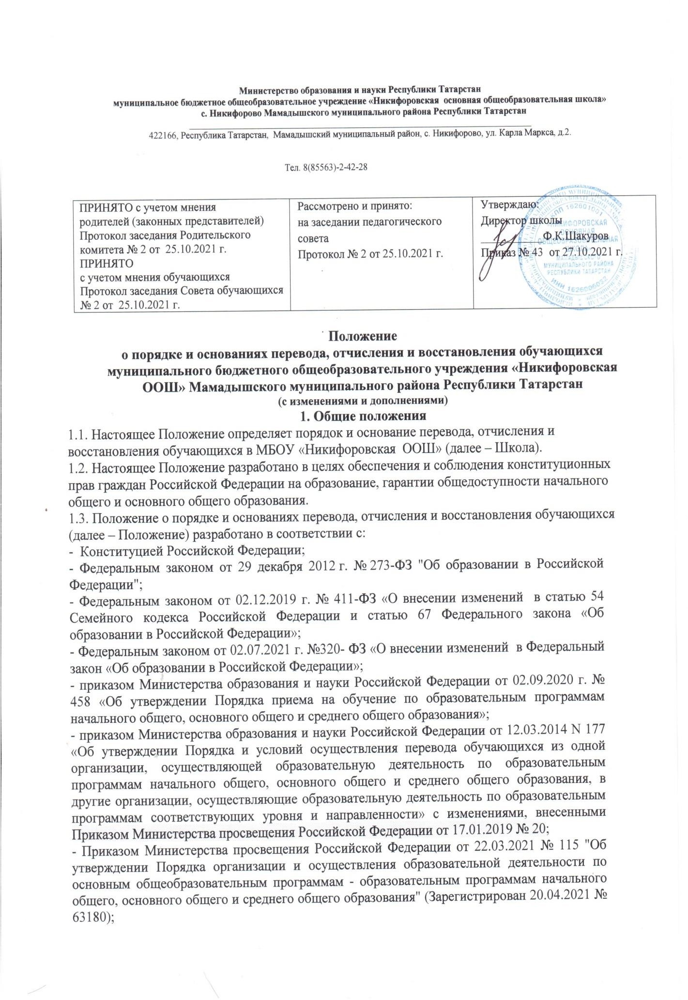 Министерство образования и науки Республики Татарстан
муниципальное бюджетное общеобразовательное учреждение «Никифоровская основная общеобразовательная школа»
с. Никифорово Мамадышского муниципального района Республики Татарстан
422166, Республика Татарстан, Мамадышский муниципальный район, с. Никифорово, ул. Карла Маркса, д.2.
Тел. 8(85563)-2-42-28
ПРИНЯТО с учетом мнения
родителей (законных представителей)
Протокол заседания Родительского
комитета № 2 от 25.10.2021 г.
ПРИНЯТО
с учетом мнения обучающихся
Протокол заседания Совета обучающихся
№ 2 от 25.10.2021 г.
Рассмотрено и принято:
на заседании педагогического
совета
Протокол № 2 от 25.10.2021 г.
Утверждаю:
Директор школы
Ф.К.Шакуров
Приказ № 43 от 27.10.2021 г.
КПП 162601001
«НИКИФОРОВСКАЯ
ОСНОВНАЯ
ОБЩЕОБРАЗОВАТЕЛЬНАЯ
ШКОЛА»
МАМАДЫШСКОГО
МУНИЦИПАЛЬНОГО РАЙОНА
РЕСПУБЛИКИ ТАТАРСТАН
Положение
о порядке и основаниях перевода, отчисления и восстановления обучающихся
муниципального бюджетного общеобразовательного учреждения «Никифоровская
ООШ» Мамадышского муниципального района Республики Татарстан
(с изменениями и дополнениями)
1. Общие положения
1.1. Настоящее Положение определяет порядок и основание перевода, отчисления и
восстановления обучающихся в МБОУ «Никифоровская ООШ» (далее – Школа).
1.2. Настоящее Положение разработано в целях обеспечения и соблюдения конституционных
прав граждан Российской Федерации на образование, гарантии общедоступности начального
общего и основного общего образования.
1.3. Положение о порядке и основаниях перевода, отчисления и восстановления обучающихся
(далее – Положение) разработано в соответствии с:
- Конституцией Российской Федерации;
- Федеральным законом от 29 декабря 2012 г. № 273-ФЗ "Об образовании в Российской
Федерации";
- Федеральным законом от 02.12.2019 г. № 411-ФЗ «О внесении изменений в статью 54
Семейного кодекса Российской Федерации и статью 67 Федерального закона «Об
образовании в Российской Федерации»;
- Федеральным законом от 02.07.2021 г. №320- ФЗ «О внесении изменений в Федеральный
закон «Об образовании в Российской Федерации»;
- приказом Министерства образования и науки Российской Федерации от 02.09.2020 г. №
458 «Об утверждении Порядка приема на обучение по образовательным программам
начального общего, основного общего и среднего общего образования»;
- приказом Министерства образования и науки Российской Федерации от 12.03.2014 N 177
«Об утверждении Порядка и условий осуществления перевода обучающихся из одной
организации, осуществляющей образовательную деятельность по образовательным
программам начального общего, основного общего и среднего общего образования, в
другие организации, осуществляющие образовательную деятельность по образовательным
программам соответствующих уровня и направленности» с изменениями, внесенными
Приказом Министерства просвещения Российской Федерации от 17.01.2019 № 20;
- Приказом Министерства просвещения Российской Федерации от 22.03.2021 № 115 "Об
утверждении Порядка организации и осуществления образовательной деятельности по
основным общеобразовательным программам - образовательным программам начального
общего, основного общего и среднего общего образования" (Зарегистрирован 20.04.2021 №
63180);